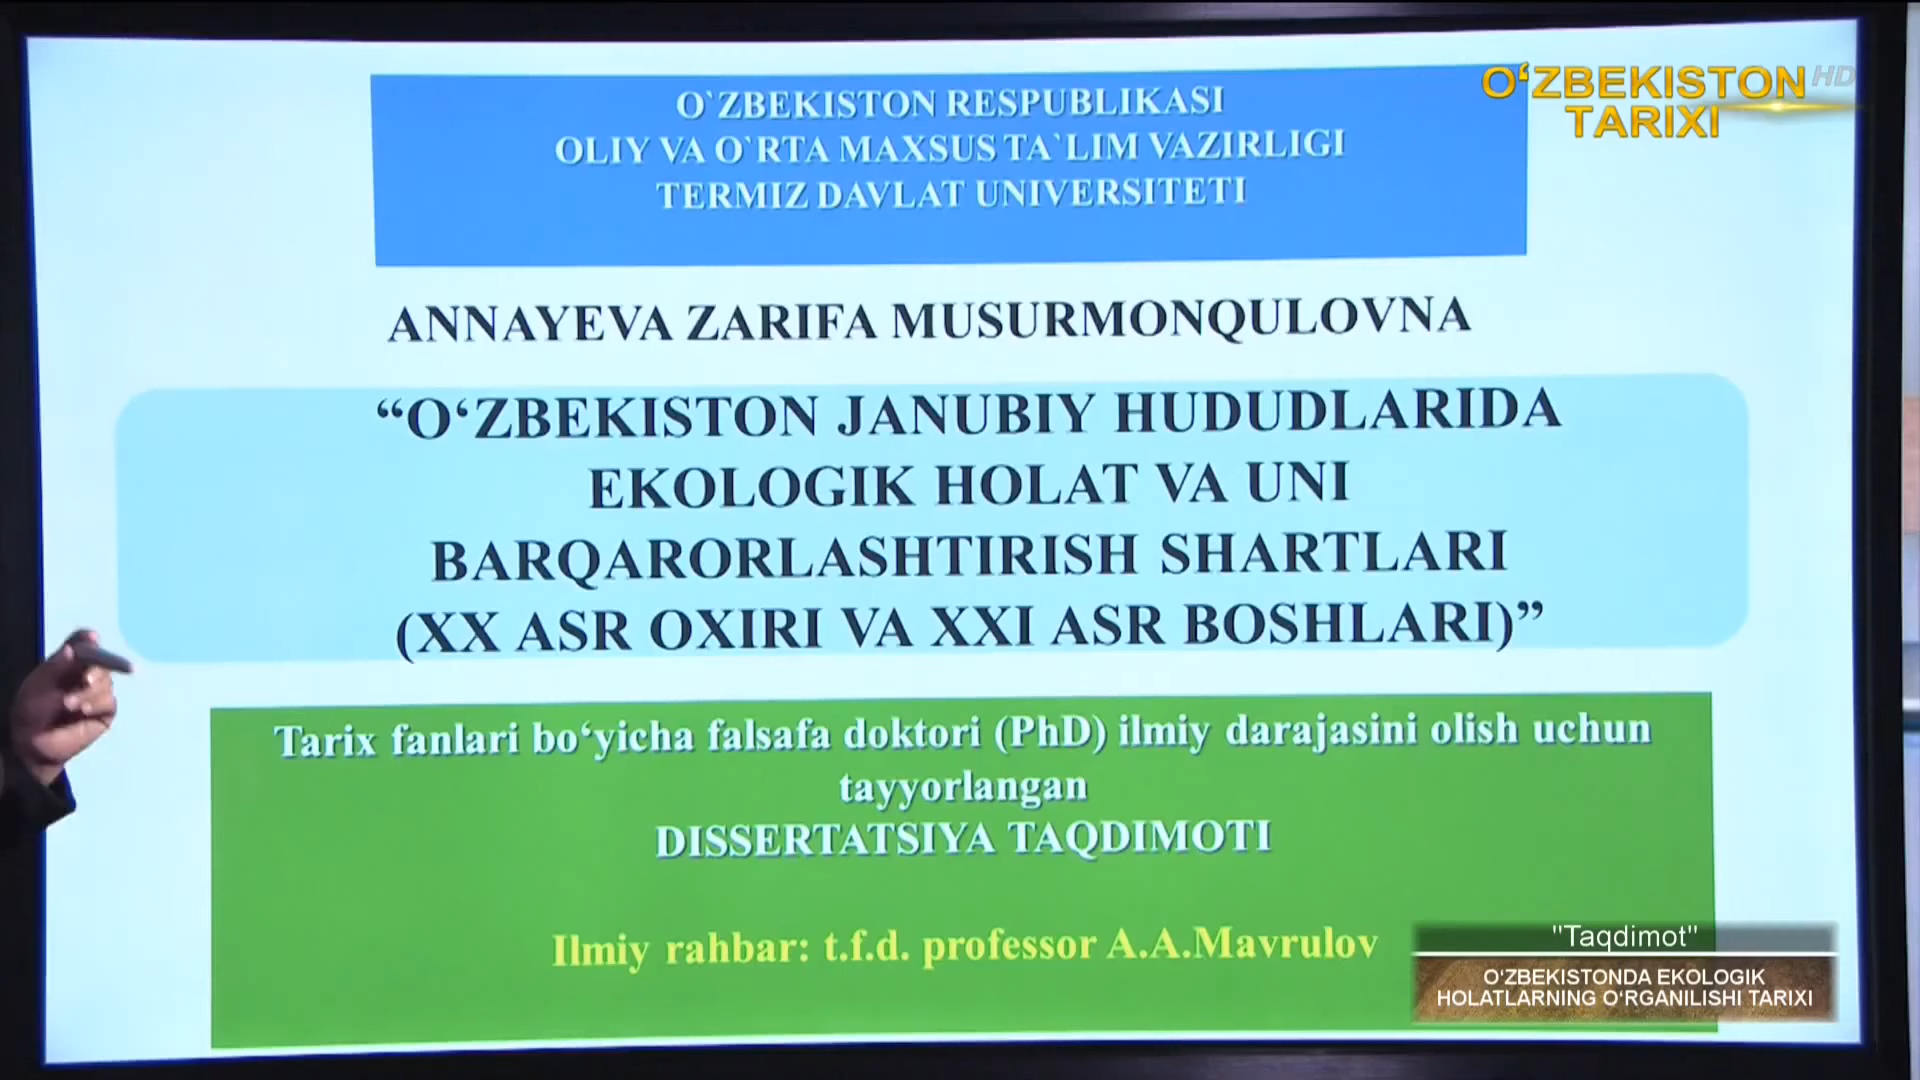 O`ZBEKISTON RESPUBLIKASI
OLIY VA O`RTA MAXSUS TA`LIM VAZIRLIGI
TERMIZ DAVLAT UNIVERSITETI
O‘ZBEKISTON HD
TARIXI
ANNAYEVA ZARIFA MUSURMONQULOVNA
“O‘ZBEKISTON JANUBIY HUDUDLARIDA
EKOLOGIK HOLAT VA UNI
BARQARORLASHTIRISH SHARTLARI
(XX ASR OXIRI VA XXI ASR BOSHLARI)”
Tarix fanlari bo‘yicha falsafa doktori (PhD) ilmiy darajasini olish uchun
tayyorlangan
DISSERTATSIYA TAQDIMOTI
Ilmiy rahbar: t.f.d. professor A.A.Mavrulov
"Taqdimot"
O‘ZBEKISTONDA EKOLOGIK
HOLATLARNING O‘RGANILISHI TARIXI